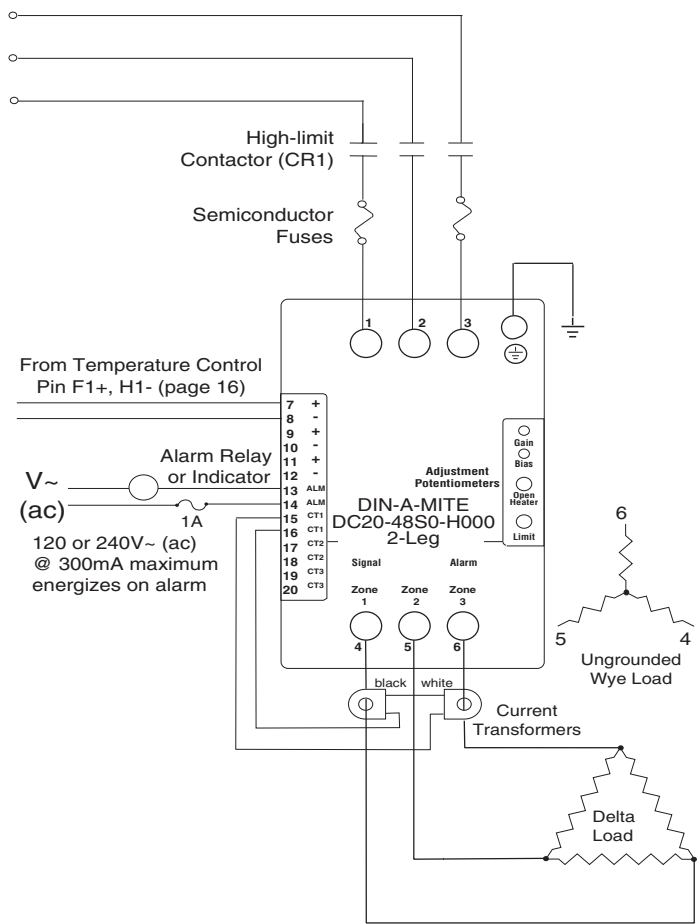 High-limit
Contactor (CR1)
Semiconductor
Fuses
1 2 3
From Temperature Control
Pin F1+, H1- (page 16)
7 +
8 -
9 +
10 -
11 +
12 -
13 ALM
14 ALM
15 CT1
16 CT1
17 CT2
18 CT2
19 CT3
20 CT3
Alarm Relay
or Indicator
V~
(ac)
1A
120 or 240V~ (ac)
@ 300mA maximum
energizes on alarm
Adjustment
Potentiometers
Gain
Bias
Open
Heater
Limit
DIN-A-MITE
DC20-48S0-H000
2-Leg
Signal Alarm
Zone Zone Zone
1 2 3
4 5 6
black white
Current
Transformers
6
5 4
Ungrounded
Wye Load
Delta
Load